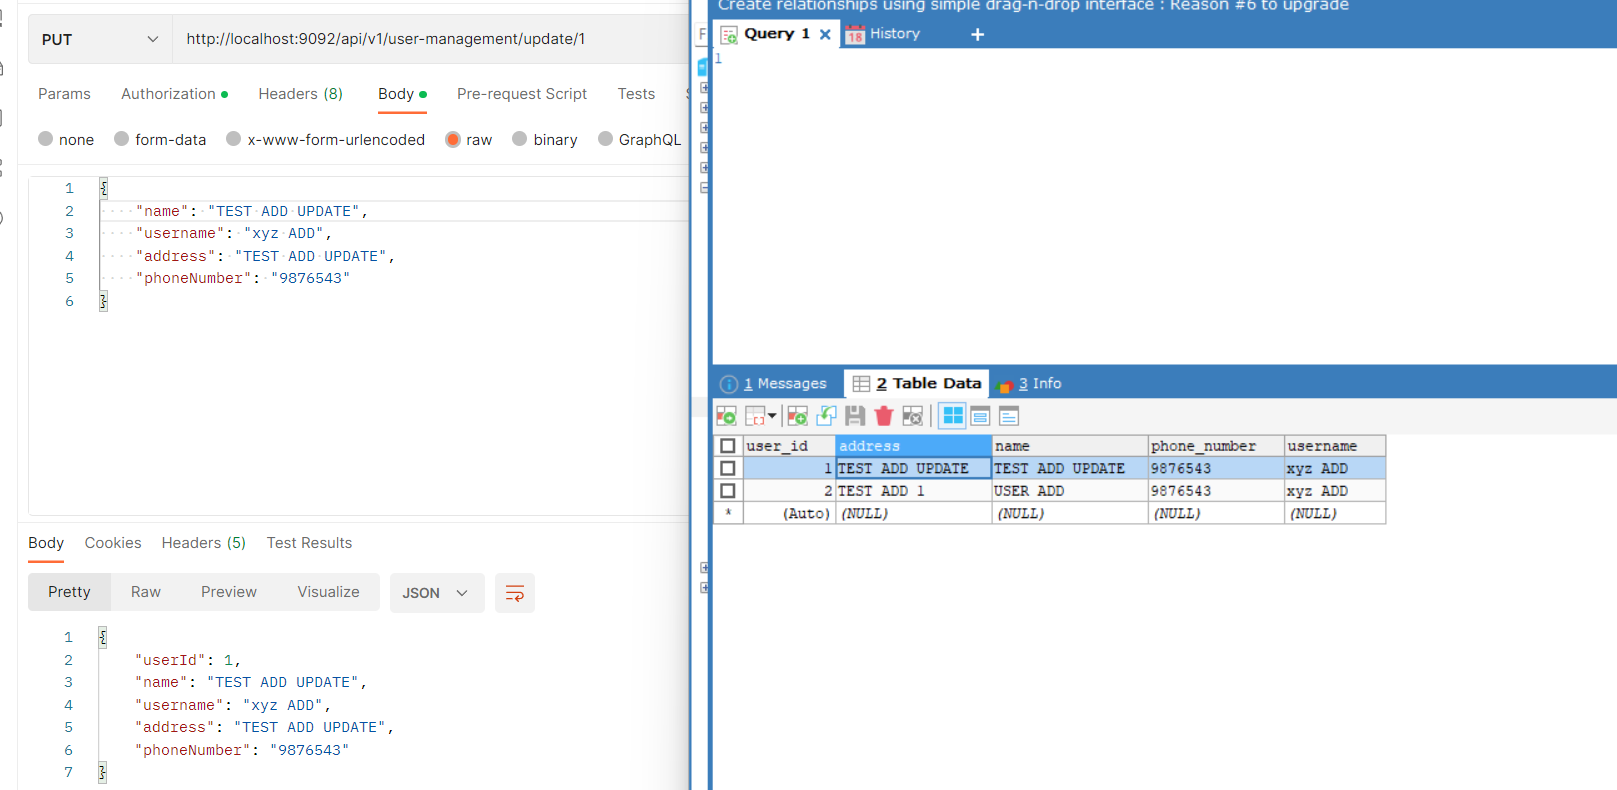 PUT
http://localhost:9092/api/v1/user-management/update/1
Params Authorization Headers (8) Body Pre-request Script Tests
none form-data x-www-form-urlencoded raw binary GraphQL
1 {
2 "name": "TEST ADD UPDATE",
3 "username": "xyz ADD",
4 "address": "TEST ADD UPDATE",
5 "phoneNumber": "9876543"
6 }
Body Cookies Headers (5) Test Results
Pretty Raw Preview Visualize JSON
1 {
2 "userId": 1,
3 "name": "TEST ADD UPDATE",
4 "username": "xyz ADD",
5 "address": "TEST ADD UPDATE",
6 "phoneNumber": "9876543"
7 }
Create relationships using simple drag-n-drop interface : Reason #6 to upgrade
Query 1 18 History
1
1 Messages 2 Table Data 3 Info
user_id address name phone_number username
1 TEST ADD UPDATE TEST ADD UPDATE 9876543 xyz ADD
2 TEST ADD 1 USER ADD 9876543 xyz ADD
* (Auto) (NULL) (NULL) (NULL) (NULL)